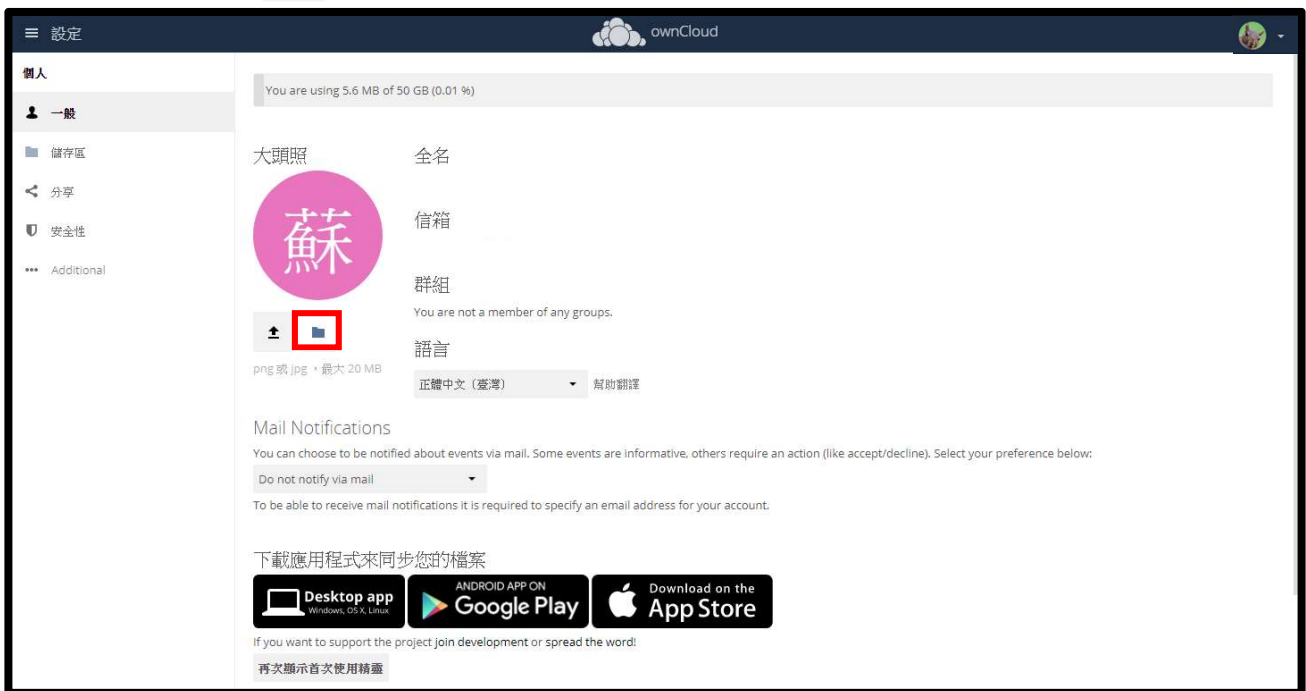 設定
ownCloud
個人
一般
儲存區
分享
安全性
Additional
You are using 5.6 MB of 50 GB (0.01 %)
大頭照
蘇
png 或 jpg ，最大 20 MB
全名
信箱
群組
You are not a member of any groups.
語言
正體中文（臺灣） 幫助翻譯
Mail Notifications
You can choose to be notified about events via mail. Some events are informative, others require an action (like accept/decline). Select your preference below:
Do not notify via mail
To be able to receive mail notifications it is required to specify an email address for your account.
下載應用程式來同步您的檔案
Desktop app
Windows, OS X, Linux
ANDROID APP ON
Google Play
Download on the
App Store
If you want to support the project join development or spread the word!
再次顯示首次使用精靈